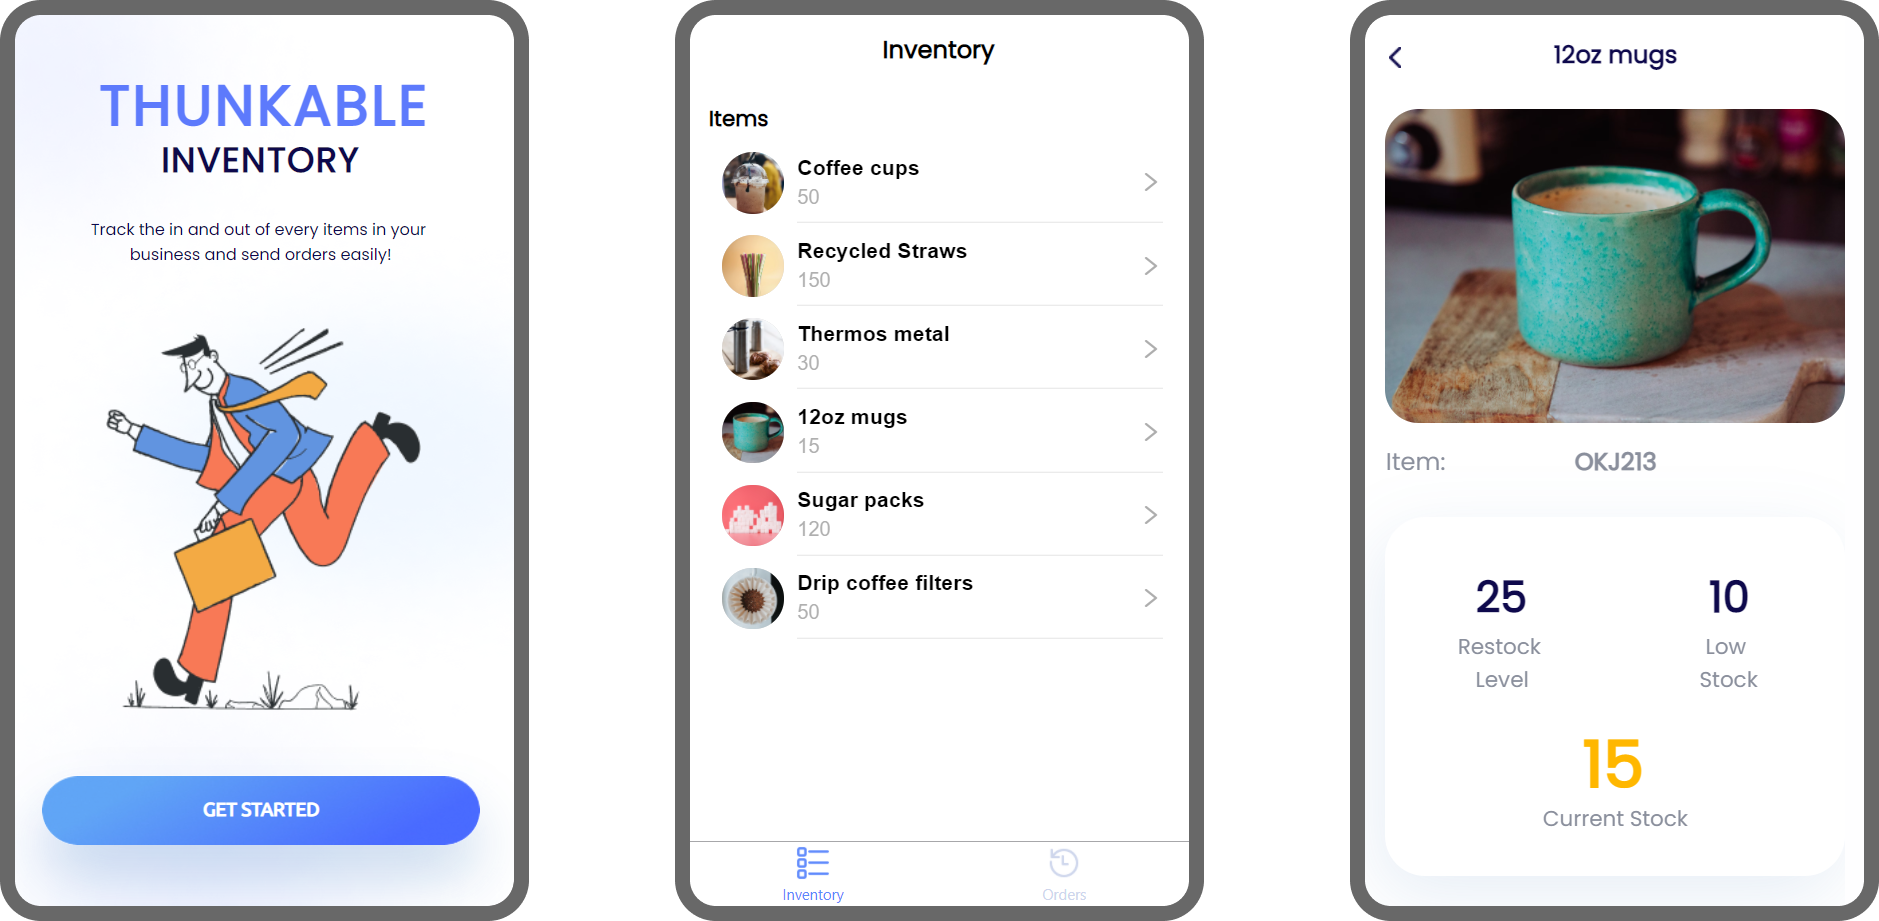 THUNKABLE
INVENTORY
Track the in and out of every items in your
business and send orders easily!
GET STARTED
Inventory
Items
Coffee cups
50
Recycled Straws
150
Thermos metal
30
12oz mugs
15
Sugar packs
120
Drip coffee filters
50
Inventory
Orders
12oz mugs
Item: OKJ213
25
Restock
Level
10
Low
Stock
15
Current Stock